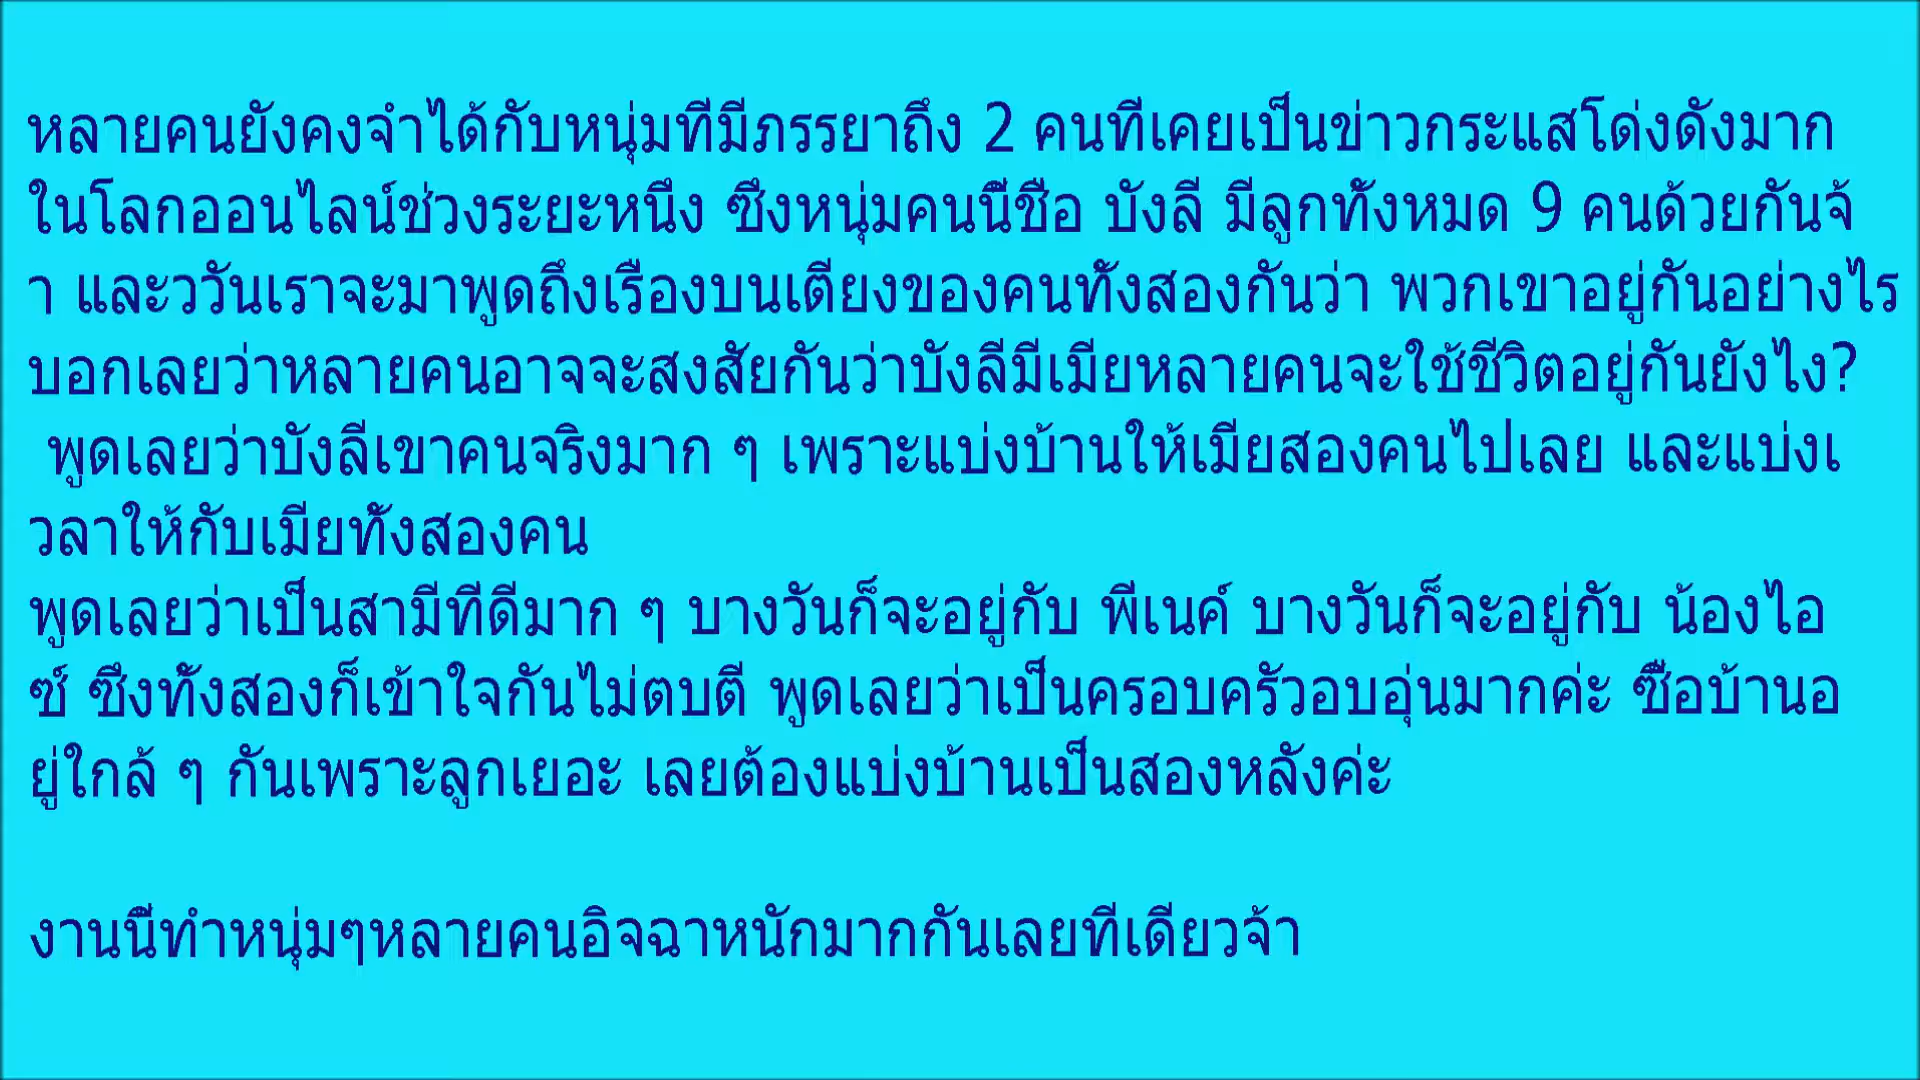 หลายคนยังคงจำได้กับหนุ่มที่มีภรรยาถึง 2 คนที่เคยเป็นข่าวกระแสโด่งดังมาก
ในโลกออนไลน์ช่วงระยะหนึ่ง ซึ่งหนุ่มคนนี้ชื่อ บังลี มีลูกทั้งหมด 9 คนด้วยกันจ้
า และววันเราจะมาพูดถึงเรื่องบนเตียงของคนทั้งสองกันว่า พวกเขาอยู่กันอย่างไร
บอกเลยว่าหลายคนอาจจะสงสัยกันว่าบังลีมีเมียหลายคนจะใช้ชีวิตอยู่กันยังไง?
พูดเลยว่าบังลีเขาคนจริงมาก ๆ เพราะแบ่งบ้านให้เมียสองคนไปเลย และแบ่งเ
วลาให้กับเมียทั้งสองคน
พูดเลยว่าเป็นสามีที่ดีมาก ๆ บางวันก็จะอยู่กับ พี่เนค์ บางวันก็จะอยู่กับ น้องไอ
ซ์ ซึ่งทั้งสองก็เข้าใจกันไม่ตบตี พูดเลยว่าเป็นครอบครัวอบอุ่นมากค่ะ ซื้อบ้านอ
ยู่ใกล้ ๆ กันเพราะลูกเยอะ เลยต้องแบ่งบ้านเป็นสองหลังค่ะ
งานนี้ทำหนุ่มๆหลายคนอิจฉาหนักมากกันเลยทีเดียวจ้า